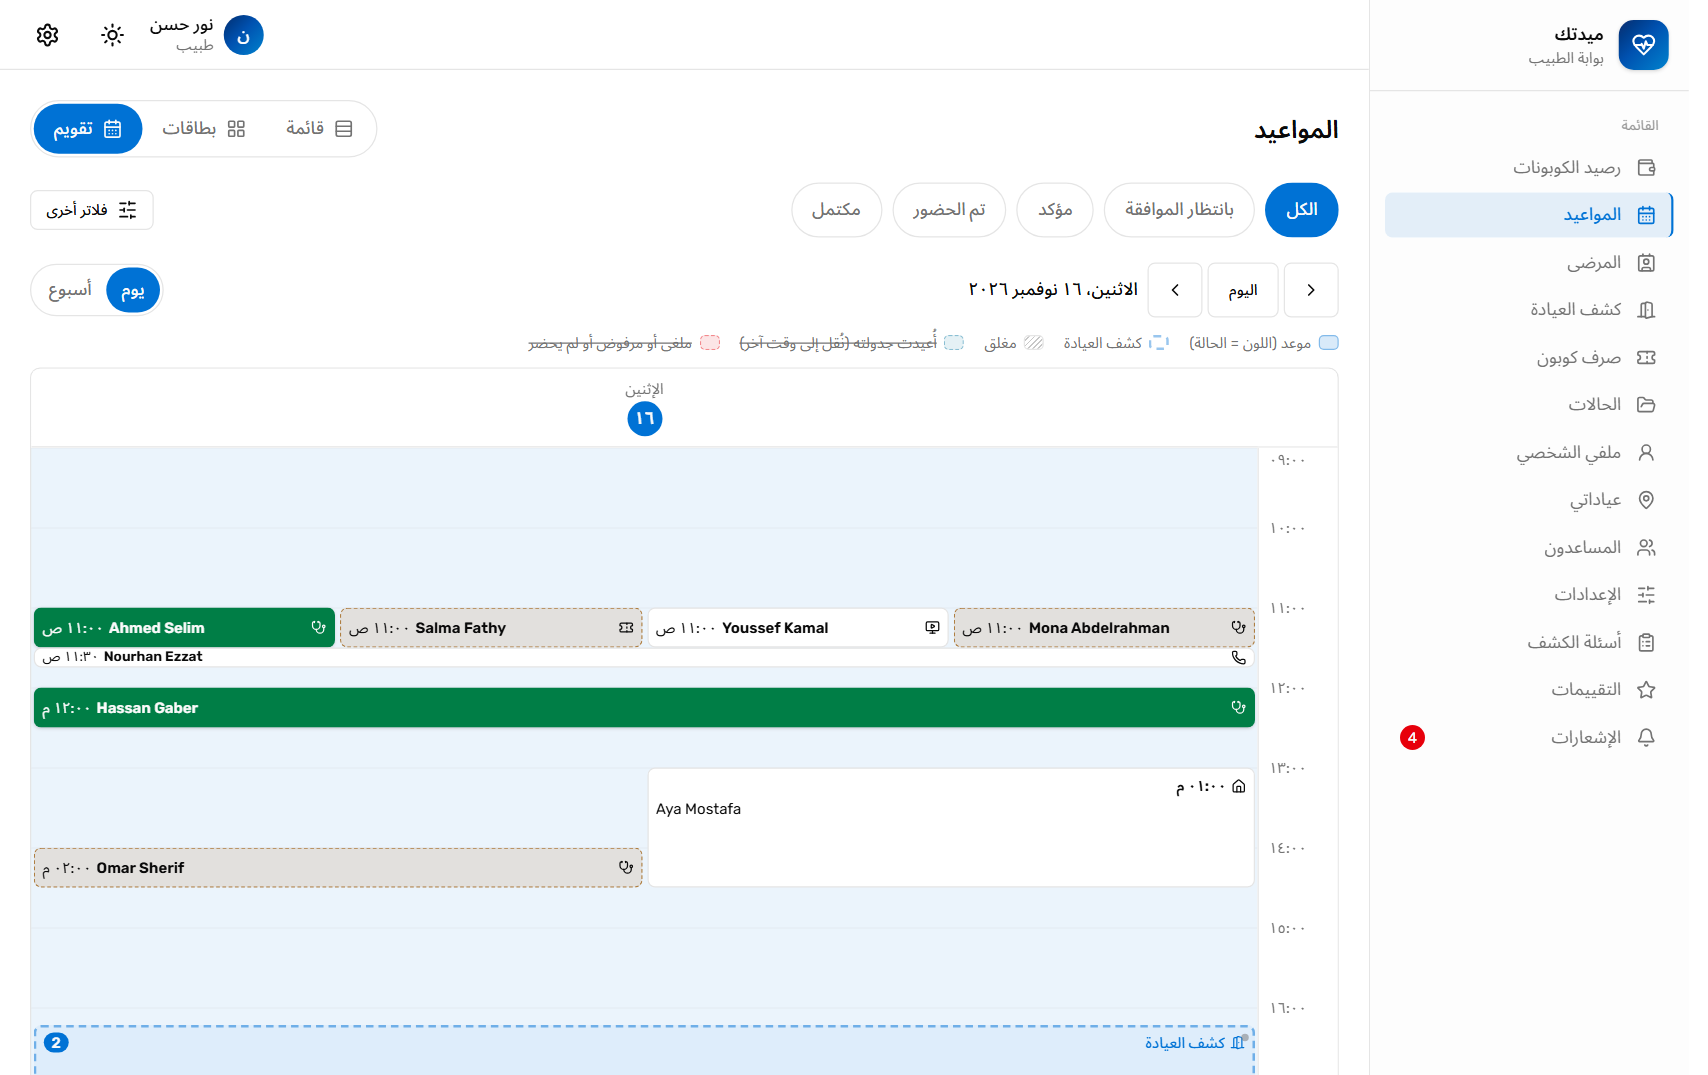 ميدتك
بوابة الطبيب
القائمة
رصيد الكوبونات
المواعيد
المرضى
كشف العيادة
صرف كوبون
الحالات
ملفي الشخصي
عياداتي
المساعدون
الإعدادات
أسئلة الكشف
التقييمات
الإشعارات 4
ن نور حسن
طبيب
المواعيد
قائمة بطاقات تقويم
الكل بانتظار الموافقة مؤكد تم الحضور مكتمل
فلاتر أخرى
اليوم الاثنين، ١٦ نوفمبر ٢٠٢٦
يوم أسبوع
موعد (اللون = الحالة) كشف العيادة مغلق أُعيدت جدولته (نُقل إلى وقت آخر) ملغى أو مرفوض أو لم يحضر
الإثنين
١٦
٠٩:٠٠
١٠:٠٠
١١:٠٠
Mona Abdelrahman ١١:٠٠ ص
Youssef Kamal ١١:٠٠ ص
Salma Fathy ١١:٠٠ ص
Ahmed Selim ١١:٠٠ ص
Nourhan Ezzat ١١:٣٠ ص
١٢:٠٠
Hassan Gaber ١٢:٠٠ م
١٣:٠٠
٠١:٠٠ م
Aya Mostafa
١٤:٠٠
Omar Sherif ٠٢:٠٠ م
١٥:٠٠
١٦:٠٠
كشف العيادة 2